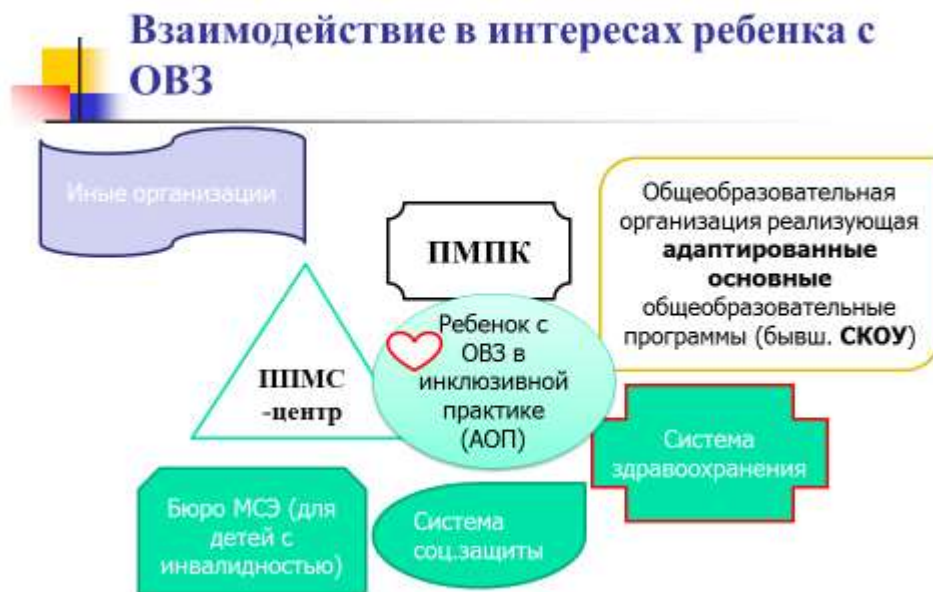 Взаимодействие в интересах ребенка с
ОВЗ
Иные организации
ПМПК
Общеобразовательная
организация реализующая
адаптированные
основные
общеобразовательные
программы (бывш. СКОУ)
ППМС
-центр
Ребенок с
ОВЗ в
инклюзивной
практике
(АОП)
Система
здравоохранения
Бюро МСЭ (для
детей с
инвалидностью)
Система
соц.защиты